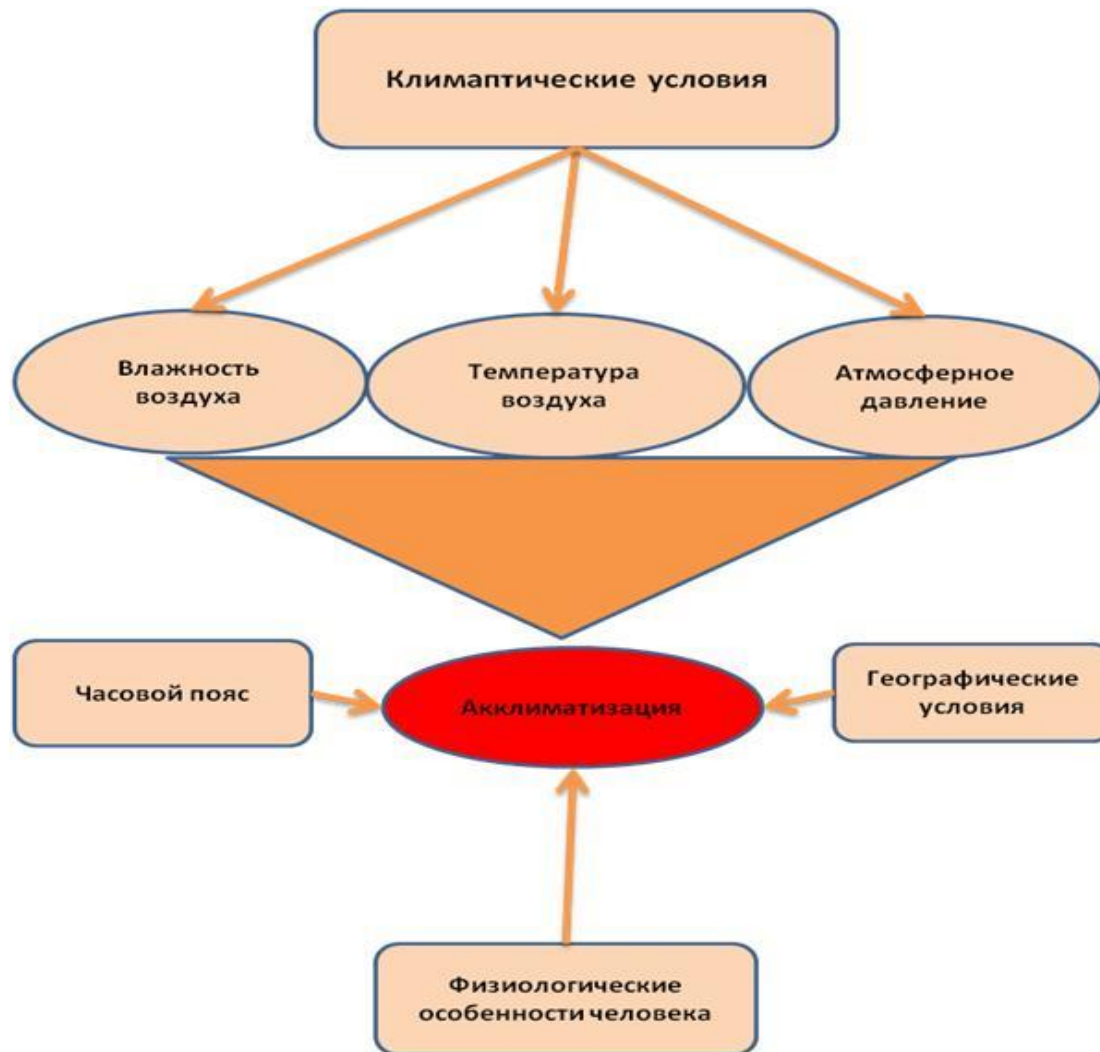 Климаптические условия
Влажность
воздуха
Температура
воздуха
Атмосферное
давление
Часовой пояс
Акклиматизация
Географические
условия
Физиологические
особенности человека